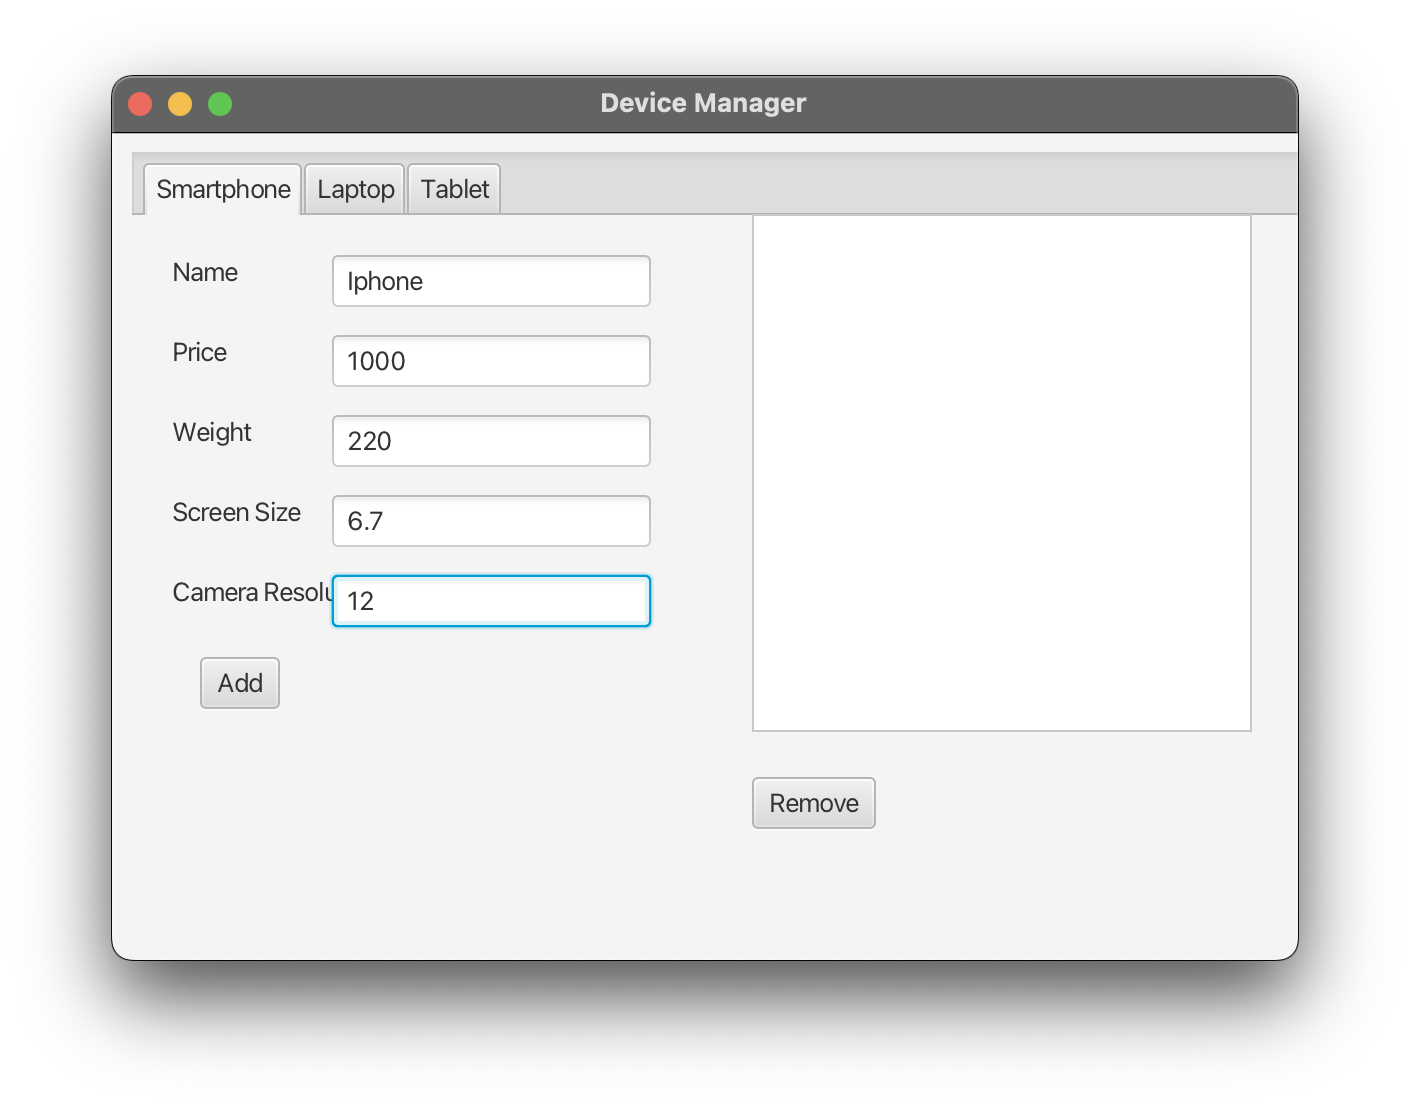 Device Manager
Smartphone Laptop Tablet
Name Iphone
Price 1000
Weight 220
Screen Size 6.7
Camera Resolu 12
Add
Remove